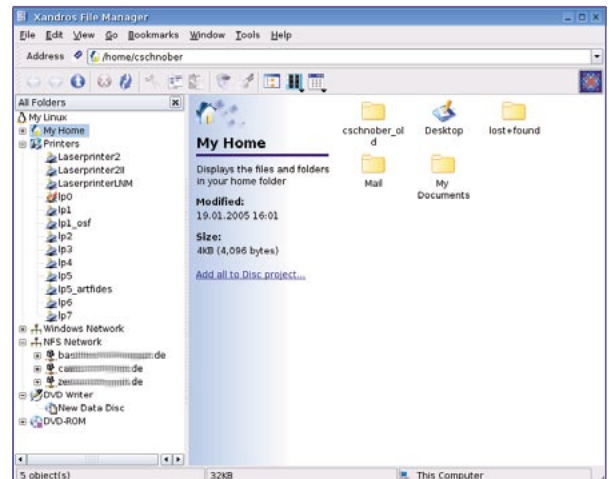 Xandros File Manager
File Edit View Go Bookmarks Window Tools Help
Address /home/cschnober
All Folders
My Linux
My Home
Printers
Laserprinter2
Laserprinter2II
LaserprinterLNM
lp0
lp1
lp1_osf
lp2
lp3
lp4
lp5
lp5_artfides
lp6
lp7
Windows Network
NFS Network
.de
.de
.de
DVD Writer
New Data Disc
DVD-ROM
My Home
Displays the files and folders
in your home folder
Modified:
19.01.2005 16:01
Size:
4kB (4,096 bytes)
Add all to Disc project...
cschnober_ol
d
Desktop
lost+found
Mail
My
Documents
5 object(s)
32KB
This Computer